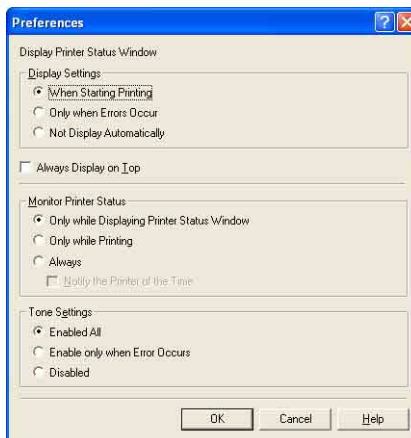 Preferences
Display Printer Status Window
Display Settings
When Starting Printing
Only when Errors Occur
Not Display Automatically
Always Display on Top
Monitor Printer Status
Only while Displaying Printer Status Window
Only while Printing
Always
Notify the Printer of the Time
Tone Settings
Enabled All
Enable only when Error Occurs
Disabled
OK Cancel Help